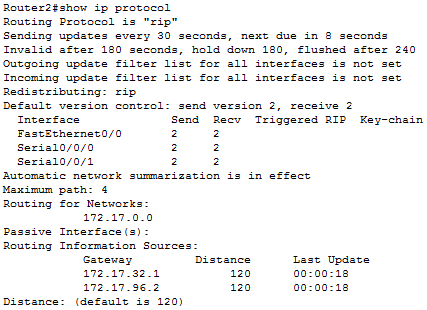 Router2#show ip protocol
Routing Protocol is "rip"
Sending updates every 30 seconds, next due in 8 seconds
Invalid after 180 seconds, hold down 180, flushed after 240
Outgoing update filter list for all interfaces is not set
Incoming update filter list for all interfaces is not set
Redistributing: rip
Default version control: send version 2, receive 2
Interface Send Recv Triggered RIP Key-chain
FastEthernet0/0 2 2
Serial0/0/0 2 2
Serial0/0/1 2 2
Automatic network summarization is in effect
Maximum path: 4
Routing for Networks:
172.17.0.0
Passive Interface(s):
Routing Information Sources:
Gateway Distance Last Update
172.17.32.1 120 00:00:18
172.17.96.2 120 00:00:18
Distance: (default is 120)